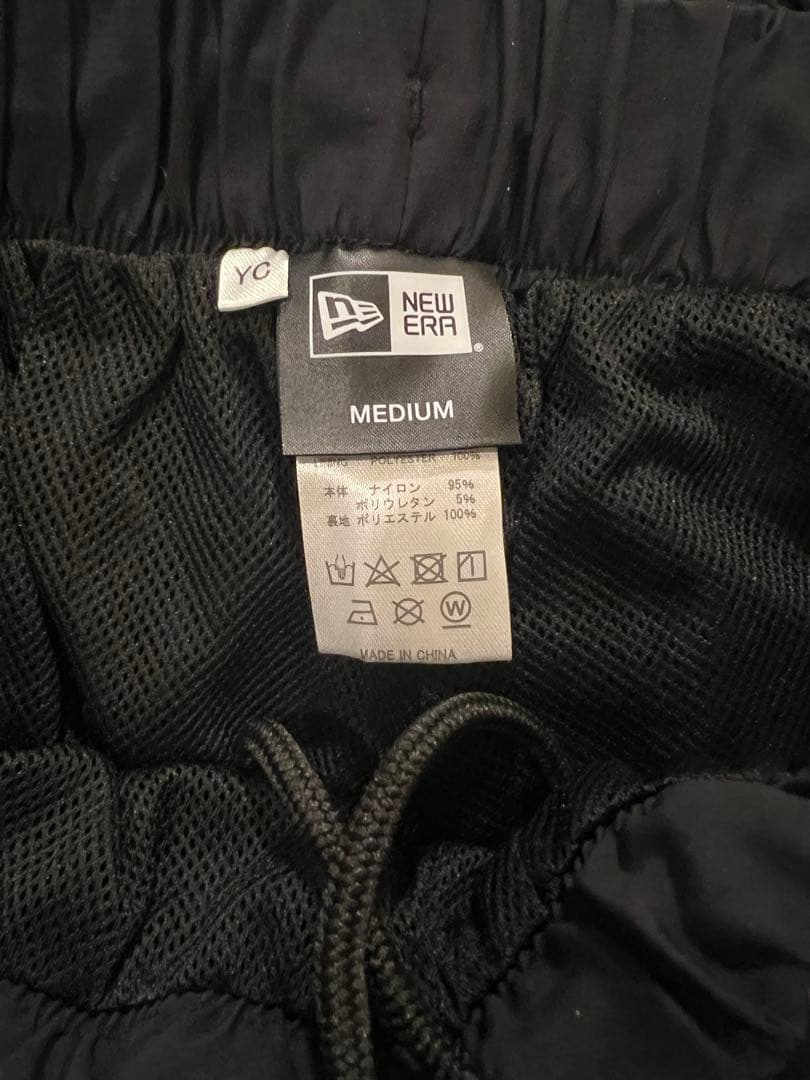 YC
NEW
ERA
®
MEDIUM
LINING POLYESTER 100%
本体 ナイロン 95%
ポリウレタン 5%
裏地 ポリエステル 100%
W
MADE IN CHINA